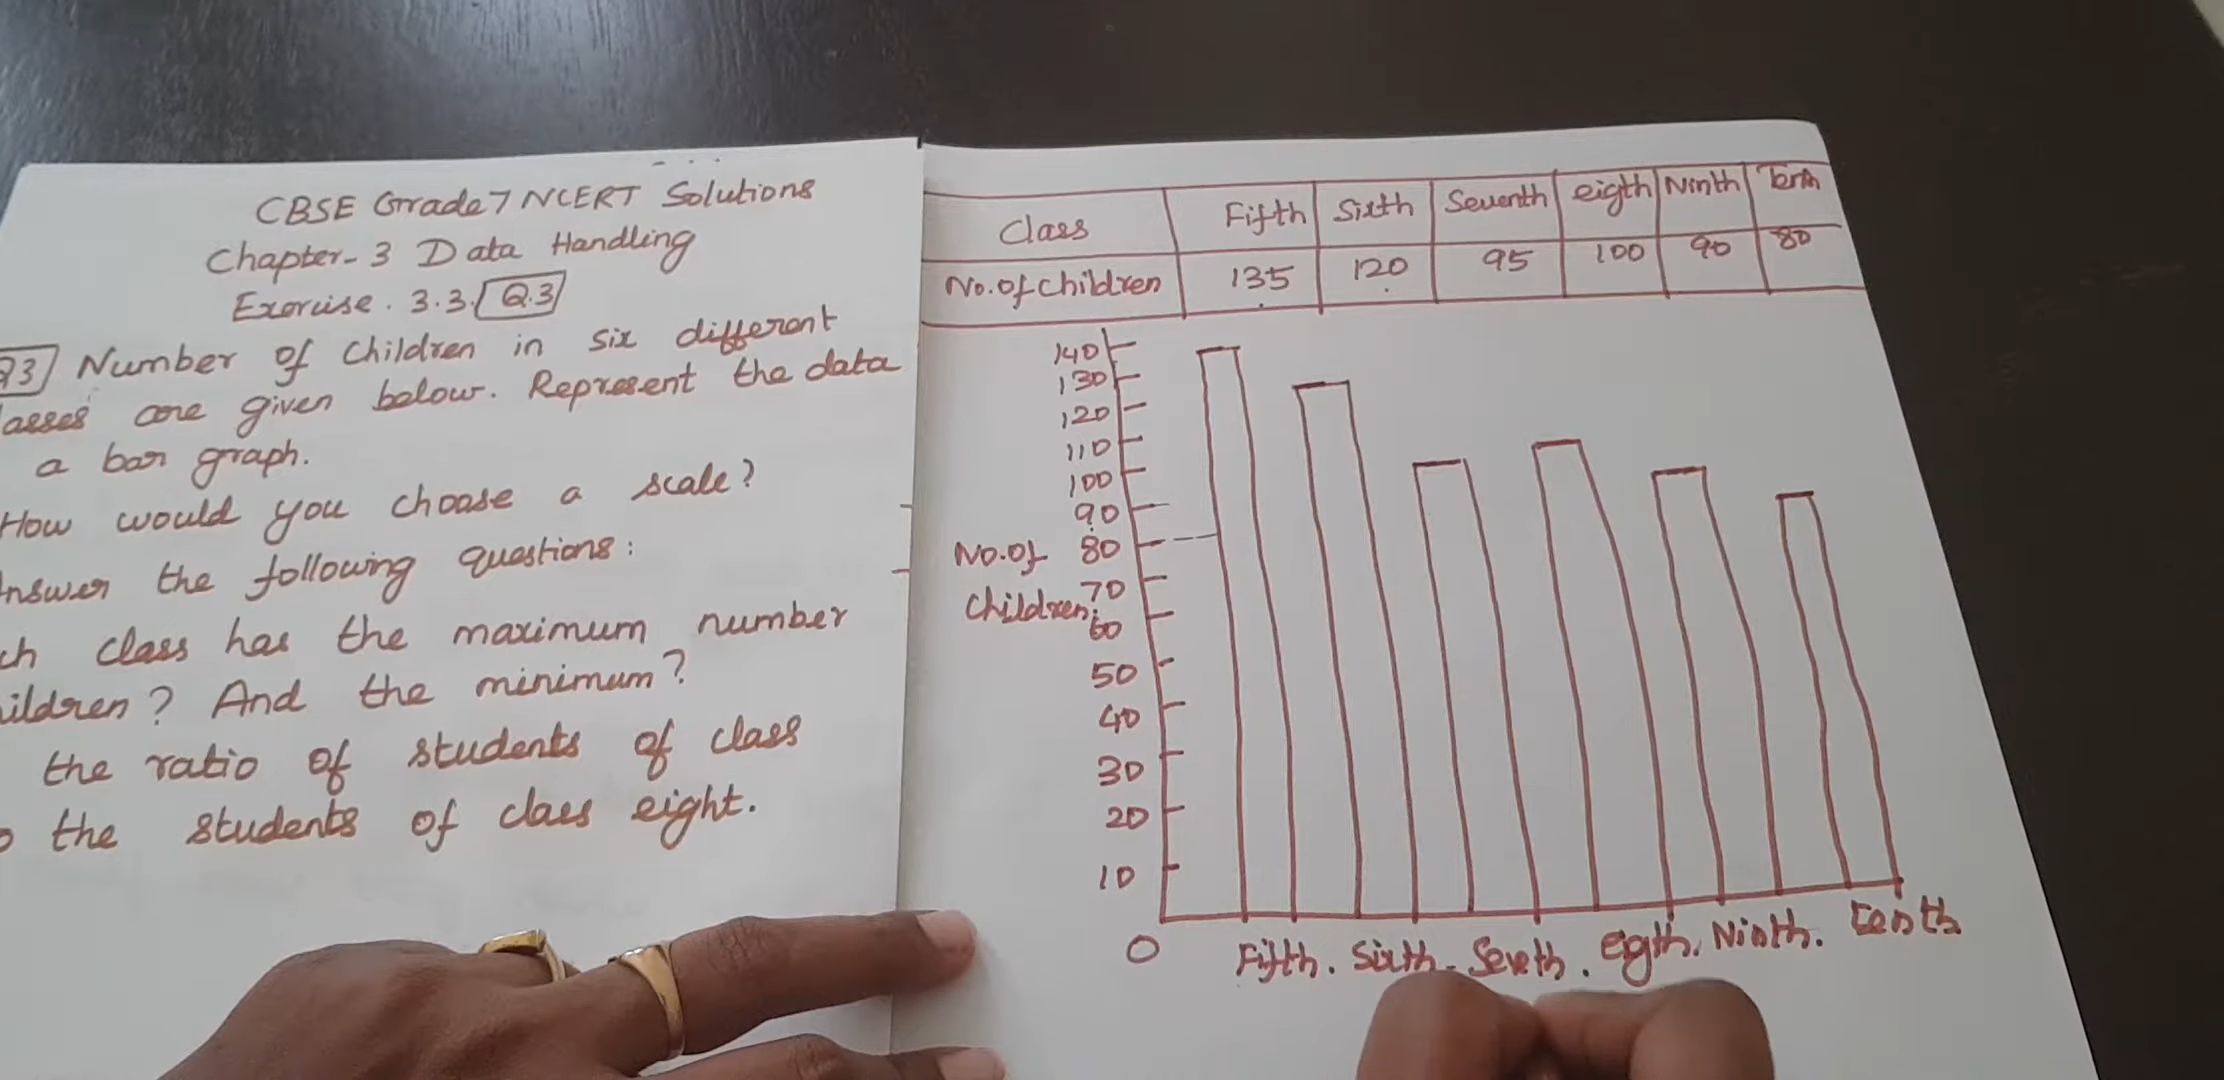 CBSE Grade 7 NCERT Solutions
Chapter-3 Data Handling
Exercise. 3.3. Q.3
Q3 Number of children in six different
asses are given below. Represent the data
a bar graph.
How would you choose a scale?
nswer the following questions:
ch class has the maximum number
ildren? And the minimum?
the ratio of students of class
o the students of class eight.
Class Fifth Sixth Seventh eigth Ninth Tenth
No. of children 135 120 95 100 90 80
140
130
120
110
100
90
No. of 80
70
children:
60
50
40
30
20
10
0
Fifth. Sixth. Seveth. eigth. Ninth. tenth